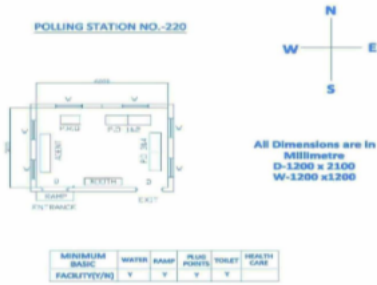 POLLING STATION NO.-220
N
W
E
S
W
W
W
W
W
W
D
BOOTH
D
RAMP
ENTRANCE
EXIT
All Dimensions are in
Millimetre
D-1200 x 2100
W-1200 x1200
MINIMUM BASIC FACILITY(Y/N)
WATER
RAMP
PLUG POINTS
TOILET
HEALTH CARE
Y
Y
Y
Y